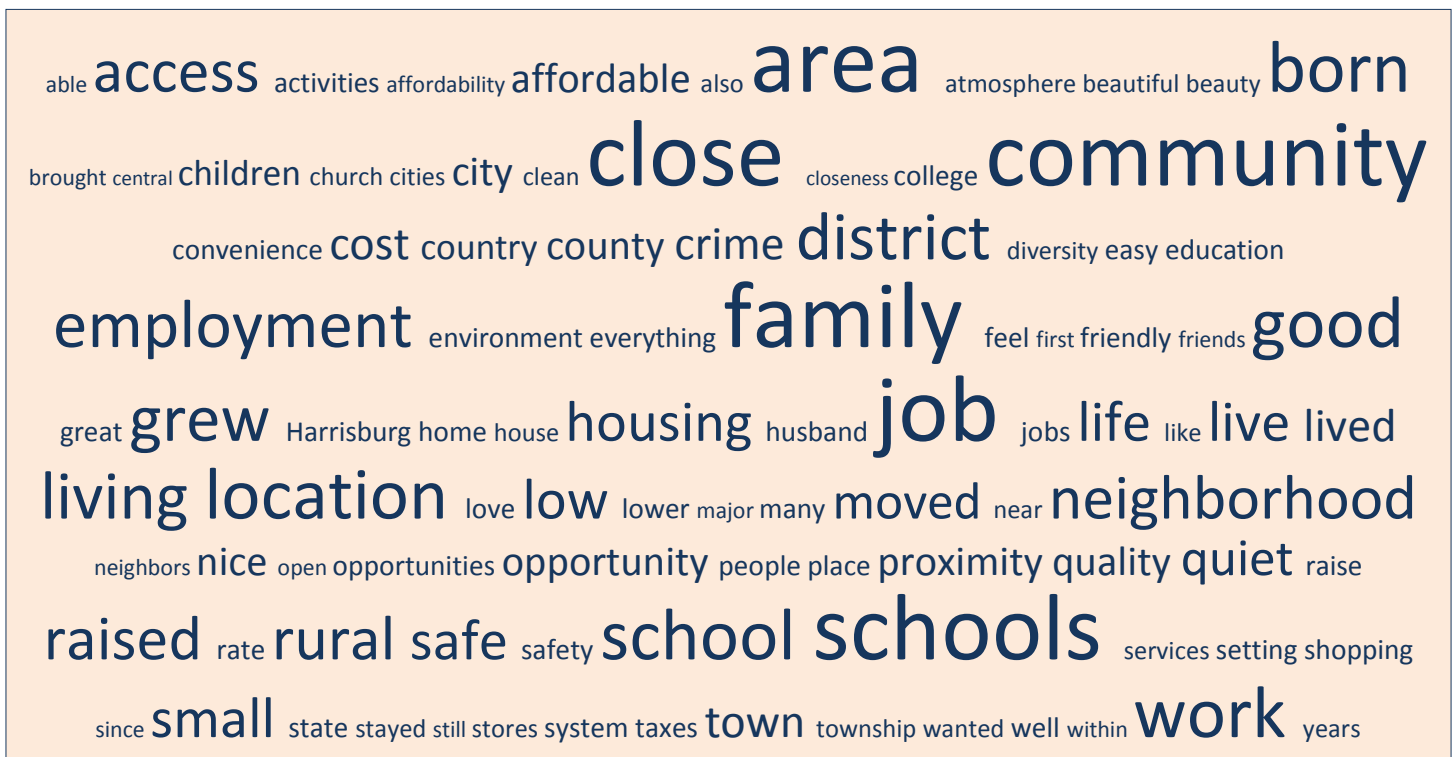 able access activities affordability affordable also area atmosphere beautiful beauty born
brought central children church cities city clean close closeness college community
convenience cost country county crime district diversity easy education
employment environment everything family feel first friendly friends good
great grew Harrisburg home house housing husband job jobs life like live lived
living location love low lower major many moved near neighborhood
neighbors nice open opportunities opportunity people place proximity quality quiet raise
raised rate rural safe safety school schools services setting shopping
since small state stayed still stores system taxes town township wanted well within work years